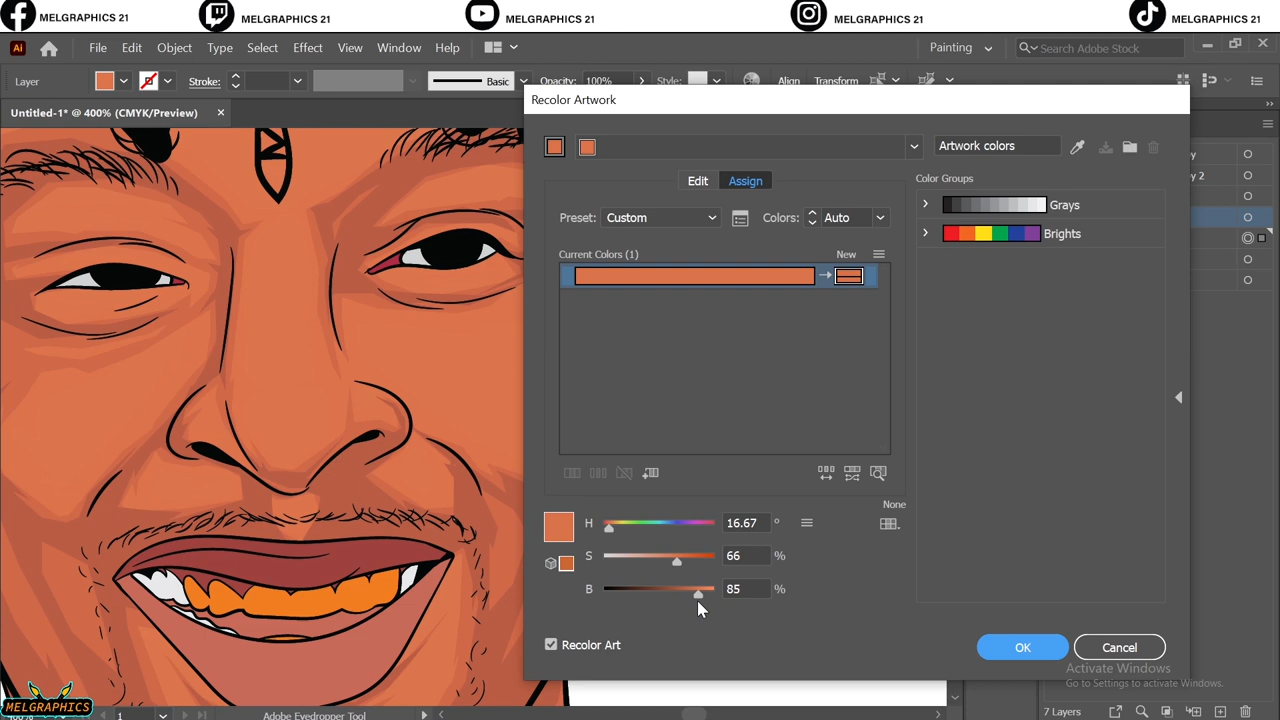 MELGRAPHICS 21 MELGRAPHICS 21 MELGRAPHICS 21 MELGRAPHICS 21 MELGRAPHICS 21
Ai File Edit Object Type Select Effect View Window Help Painting Search Adobe Stock
Layer Stroke: Basic Opacity: 100% Style: Align Transform
Untitled-1* @ 400% (CMYK/Preview) ×
Recolor Artwork
Artwork colors
Edit Assign
Color Groups
Grays
Brights
Preset: Custom Colors: Auto
Current Colors (1) New
None
H 16.67 °
S 66 %
B 85 %
Recolor Art
OK Cancel
Activate Windows
Go to Settings to activate Windows.
MELGRAPHICS
1 Adobe Eyedropper Tool 7 Layers